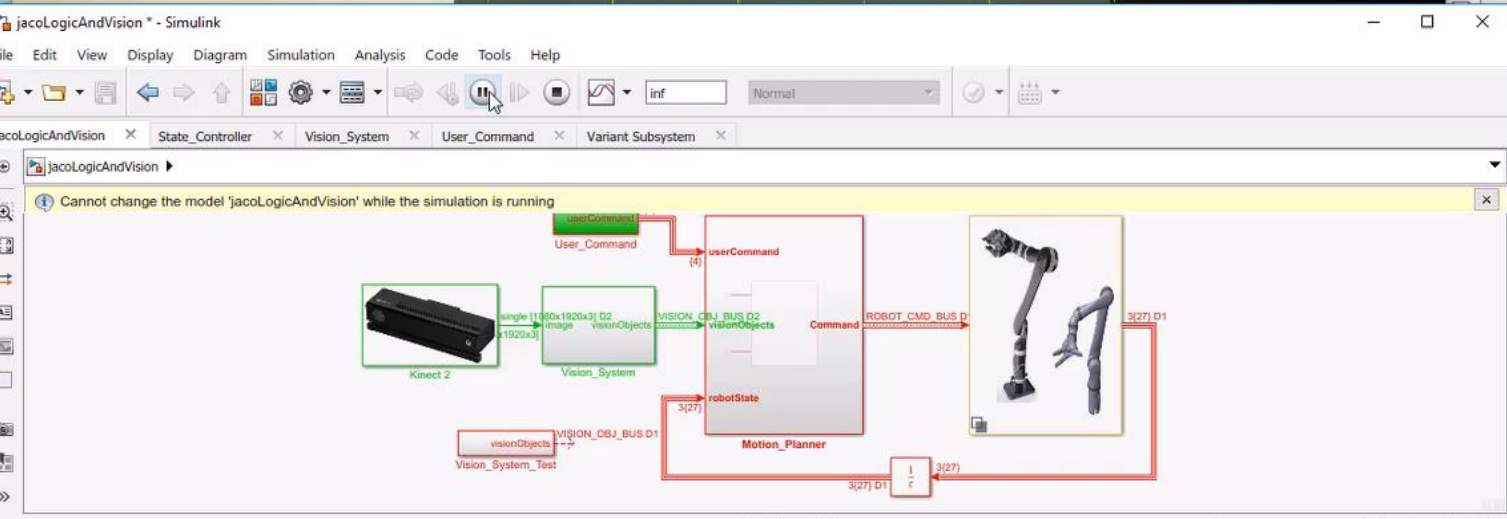 jacoLogicAndVision * - Simulink
ile Edit View Display Diagram Simulation Analysis Code Tools Help
inf Normal
acoLogicAndVision State_Controller Vision_System User_Command Variant Subsystem
jacoLogicAndVision
Cannot change the model 'jacoLogicAndVision' while the simulation is running
userCommand
User_Command
{4}
userCommand
single [1080x1920x3] D2
x1920x3]
image
visionObjects
VISION_OBJ_BUS D2
visionObjects
Command
ROBOT_CMD_BUS D
3{27} D1
Kinect 2
Vision_System
robotState
3{27}
VISION_OBJ_BUS D1
visionObjects
Vision_System_Test
Motion_Planner
3{27} D1
1
z
3{27}